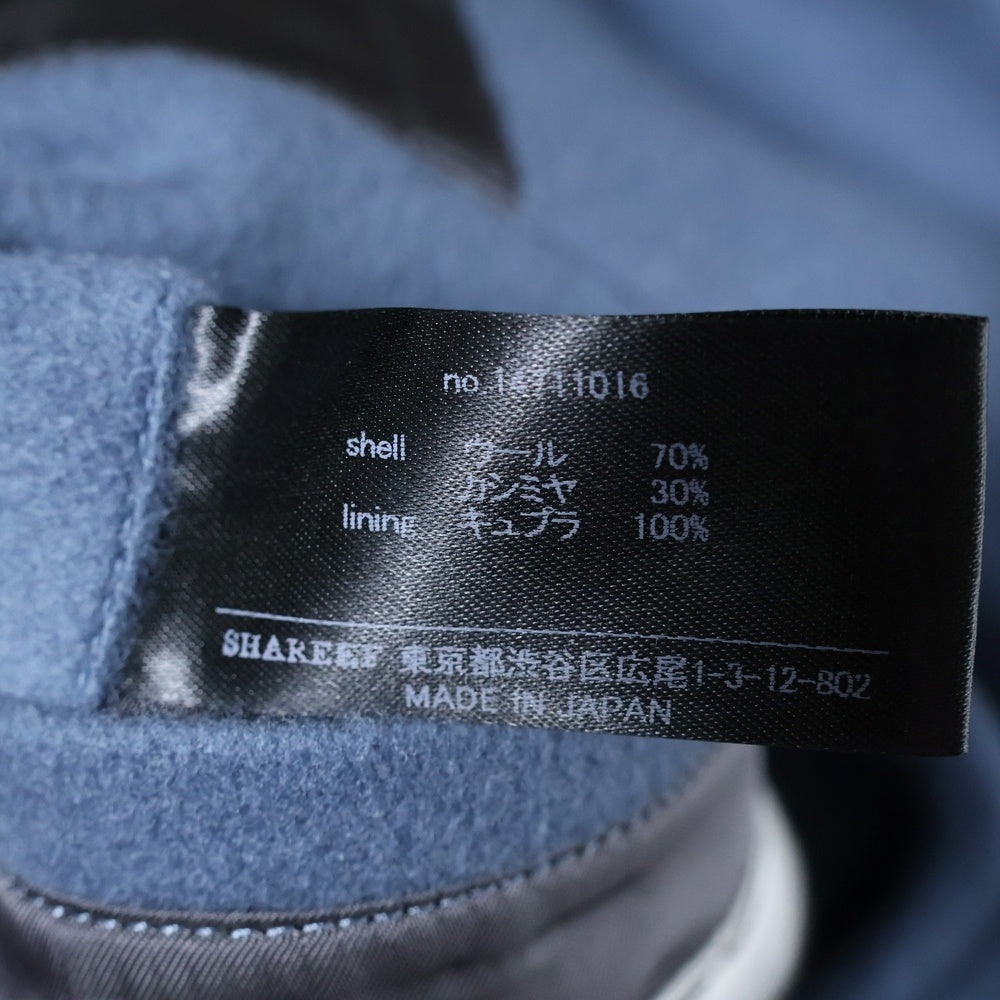 no.14711016
shell ウール 70%
カシミヤ 30%
lining キュプラ 100%
SHAREEF 東京都渋谷区広尾1-3-12-802
MADE IN JAPAN